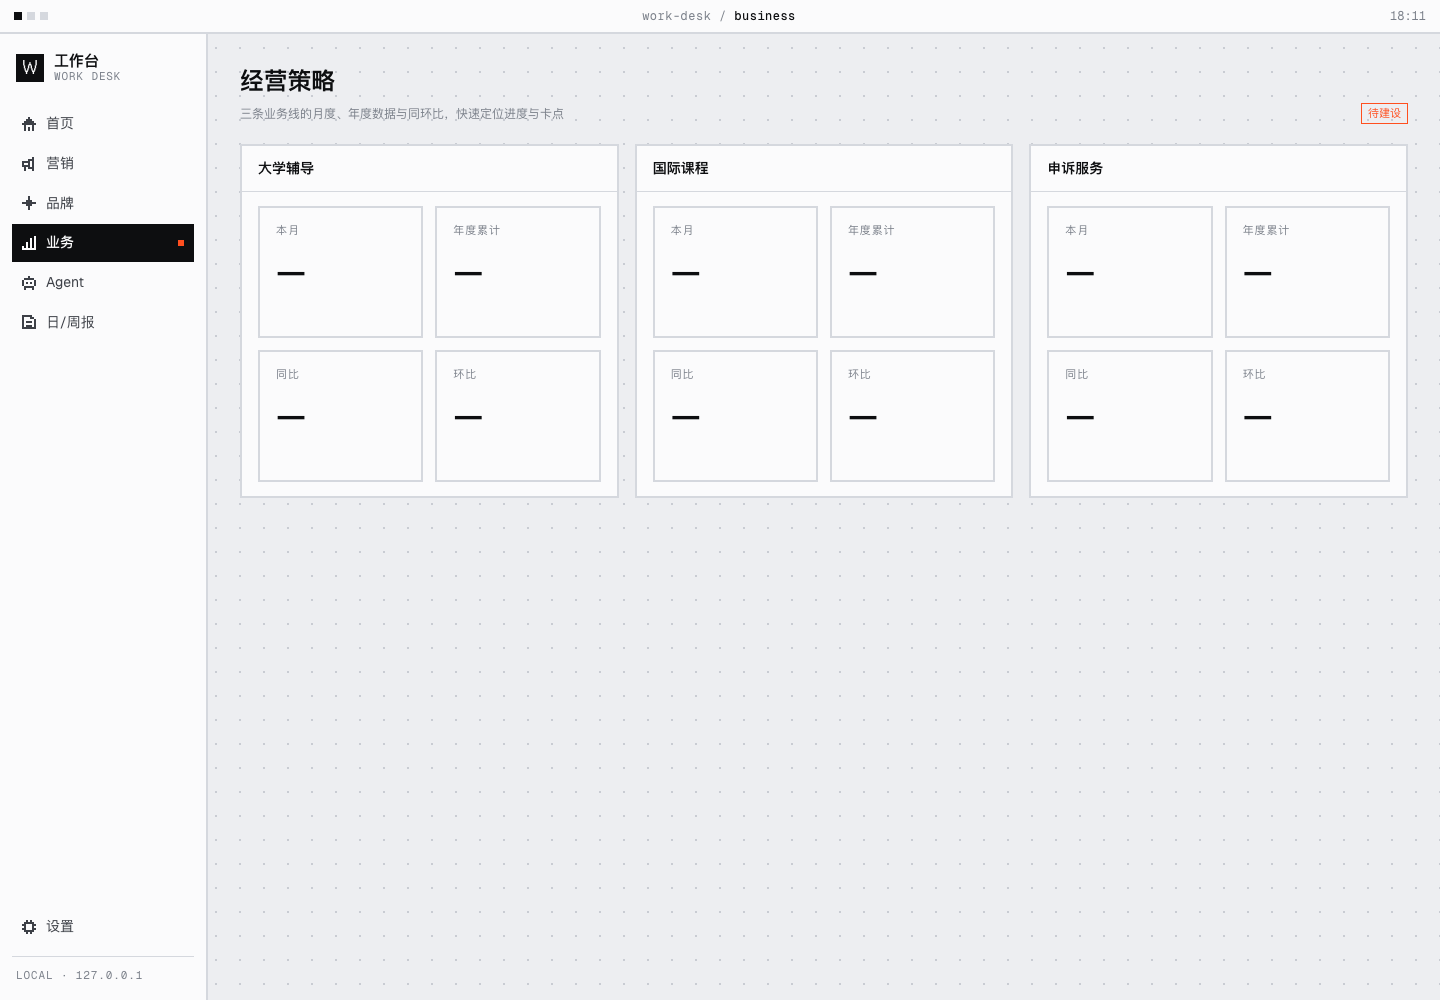 work-desk / business
18:11
W
工作台
WORK DESK
首页
营销
品牌
业务
Agent
日/周报
设置
LOCAL · 127.0.0.1
经营策略
三条业务线的月度、年度数据与同环比，快速定位进度与卡点
待建设
大学辅导
本月
—
年度累计
—
同比
—
环比
—
国际课程
本月
—
年度累计
—
同比
—
环比
—
申诉服务
本月
—
年度累计
—
同比
—
环比
—